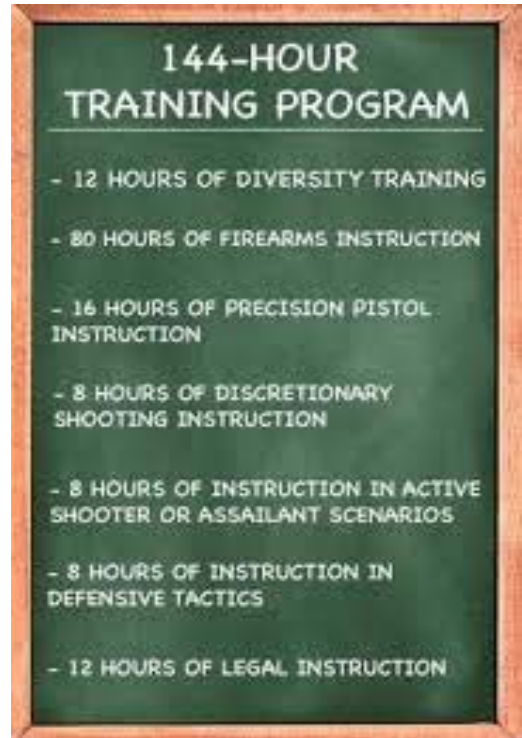 144-HOUR
TRAINING PROGRAM
- 12 HOURS OF DIVERSITY TRAINING
- 80 HOURS OF FIREARMS INSTRUCTION
- 16 HOURS OF PRECISION PISTOL
INSTRUCTION
- 8 HOURS OF DISCRETIONARY
SHOOTING INSTRUCTION
- 8 HOURS OF INSTRUCTION IN ACTIVE
SHOOTER OR ASSAILANT SCENARIOS
- 8 HOURS OF INSTRUCTION IN
DEFENSIVE TACTICS
- 12 HOURS OF LEGAL INSTRUCTION